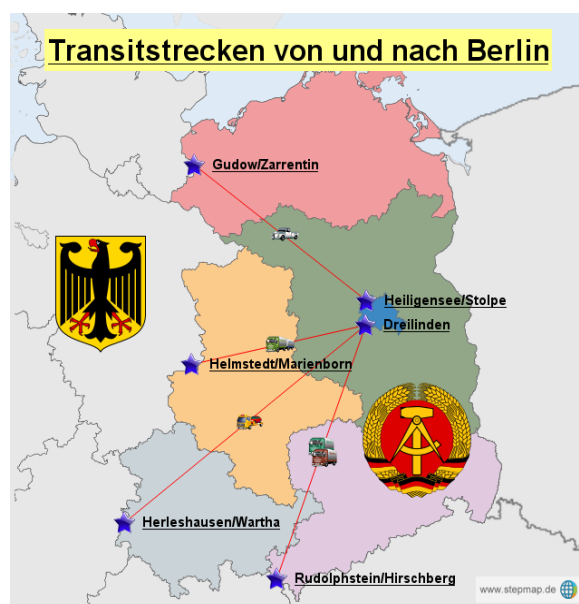 Transitstrecken von und nach Berlin
Gudow/Zarrentin
Heiligensee/Stolpe
Dreilinden
Helmstedt/Marienborn
Herleshausen/Wartha
Rudolphstein/Hirschberg
www.stepmap.de